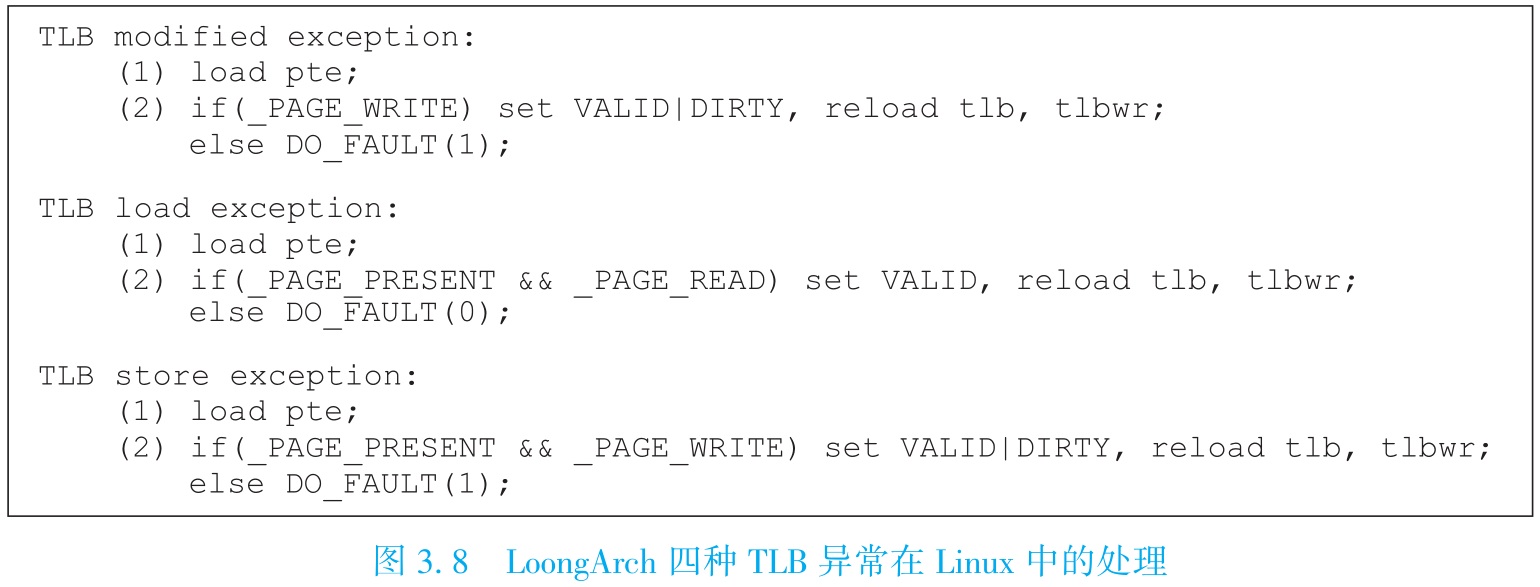 TLB modified exception:
(1) load pte;
(2) if(_PAGE_WRITE) set VALID|DIRTY, reload tlb, tlbwr;
else DO_FAULT(1);
TLB load exception:
(1) load pte;
(2) if(_PAGE_PRESENT && _PAGE_READ) set VALID, reload tlb, tlbwr;
else DO_FAULT(0);
TLB store exception:
(1) load pte;
(2) if(_PAGE_PRESENT && _PAGE_WRITE) set VALID|DIRTY, reload tlb, tlbwr;
else DO_FAULT(1);
图 3. 8 LoongArch 四种 TLB 异常在 Linux 中的处理